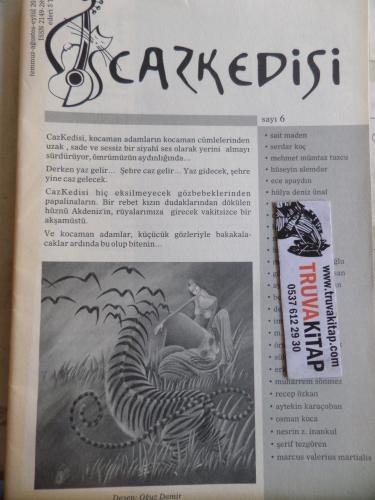 temmuz-ağustos-eylül 20
ISSN 2149-28
CAZKEDİSİ
sayı 6
CazKedisi, kocaman adamların kocaman cümlelerinden
uzak , sade ve sessiz bir siyahî ses olarak yerini almayı
sürdürüyor, ömrümüzün aydınlığında...
Derken yaz gelir... Şehre caz gelir... Yaz gidecek, şehre
yine caz gelecek.
CazKedisi hiç eksilmeyecek gözbebeklerinden
papalinaların. Bir rebet kızın dudaklarından dökülen
hüznü Akdeniz'in, rüyalarımıza girecek vakitsizce bir
akşamüstü.
Ve kocaman adamlar, küçücük gözleriyle bakakala-
caklar ardında bu olup bitenin...
• sait maden
• serdar koç
• mehmet mümtaz tuzcu
• hüseyin alemdar
• ece apaydın
• hülya deniz ünal
muharrem sönmez
• recep özkan
• aytekin karaçoban
• osman koca
• nesrin z. inankul
• şerif tezgören
• marcus valerius martialis
www.truvakitap.com
TRUVAKİTAP
0537 612 29 30
Desen: Oğuz Demir